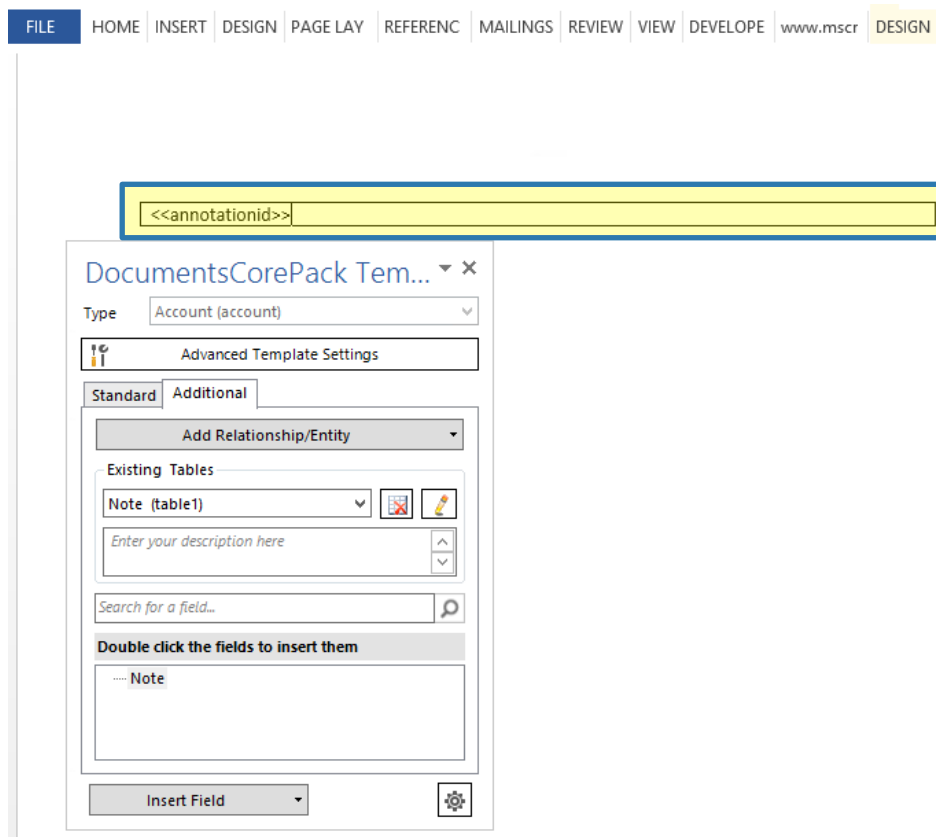 FILE HOME INSERT DESIGN PAGE LAY REFERENC MAILINGS REVIEW VIEW DEVELOPE www.mscr DESIGN
<<annotationid>>
DocumentsCorePack Tem...
Type Account (account)
Advanced Template Settings
Standard Additional
Add Relationship/Entity
Existing Tables
Note (table1)
Enter your description here
Search for a field...
Double click the fields to insert them
Note
Insert Field